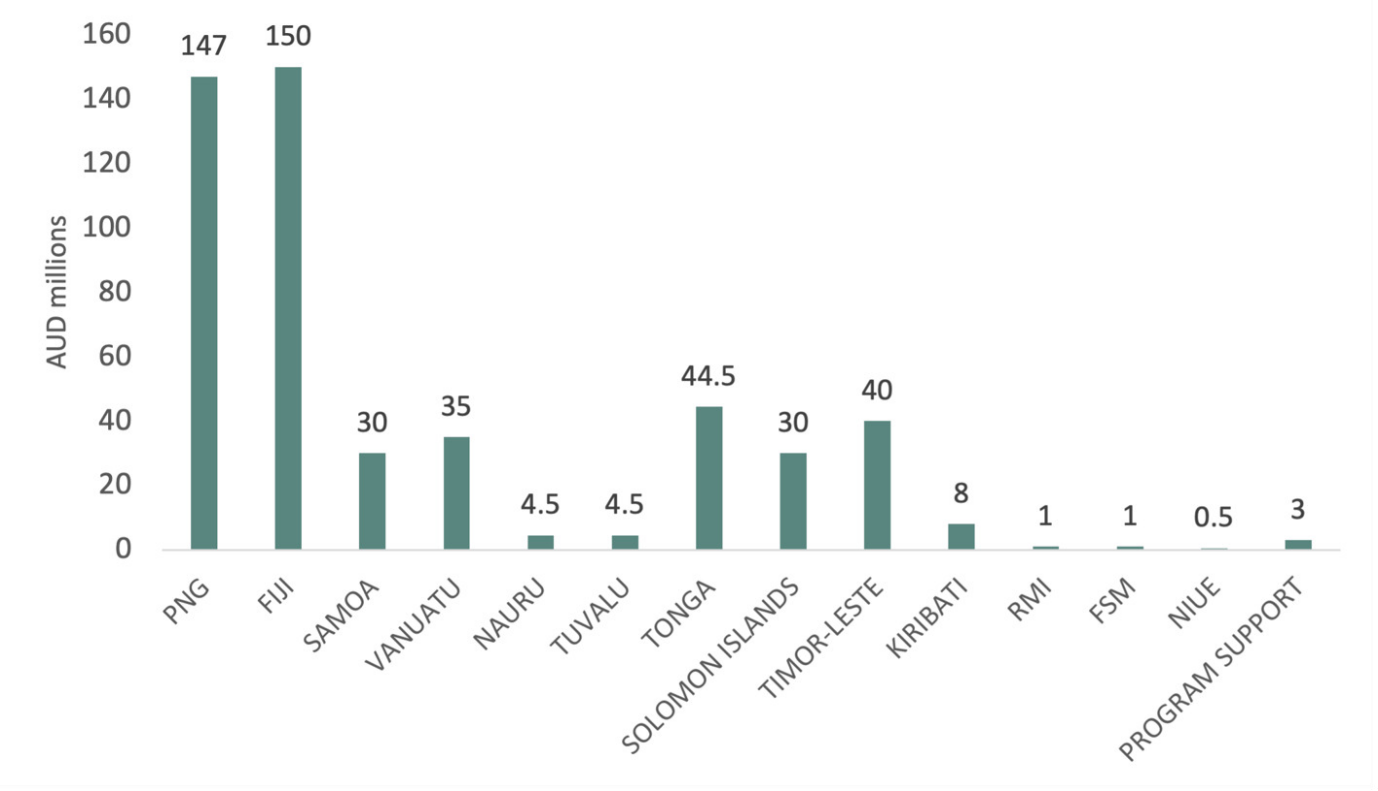 160
140
120
100
80
60
40
20
0
AUD millions
147
150
30
35
4.5
4.5
44.5
30
40
8
1
1
0.5
3
PNG
FIJI
SAMOA
VANUATU
NAURU
TUVALU
TONGA
SOLOMON ISLANDS
TIMOR-LESTE
KIRIBATI
RMI
FSM
NIUE
PROGRAM SUPPORT